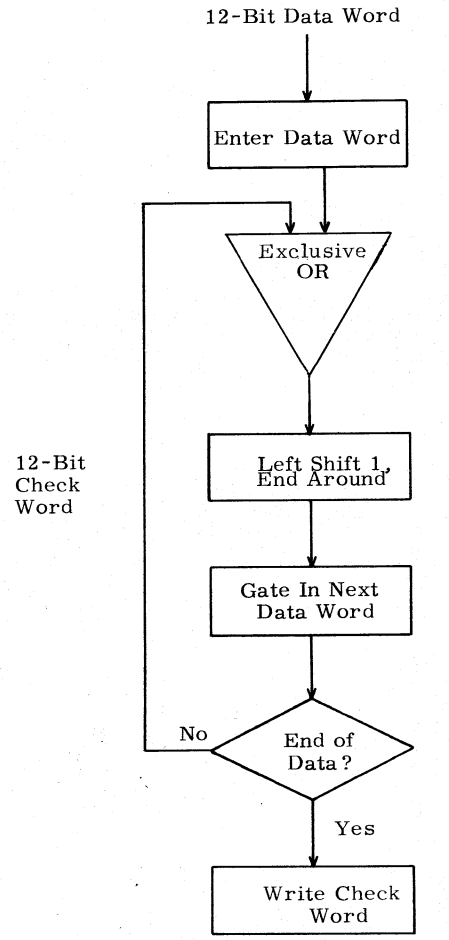 12-Bit Data Word
Enter Data Word
Exclusive
OR
12-Bit
Check
Word
Left Shift 1,
End Around
Gate In Next
Data Word
No
End of
Data?
Yes
Write Check
Word